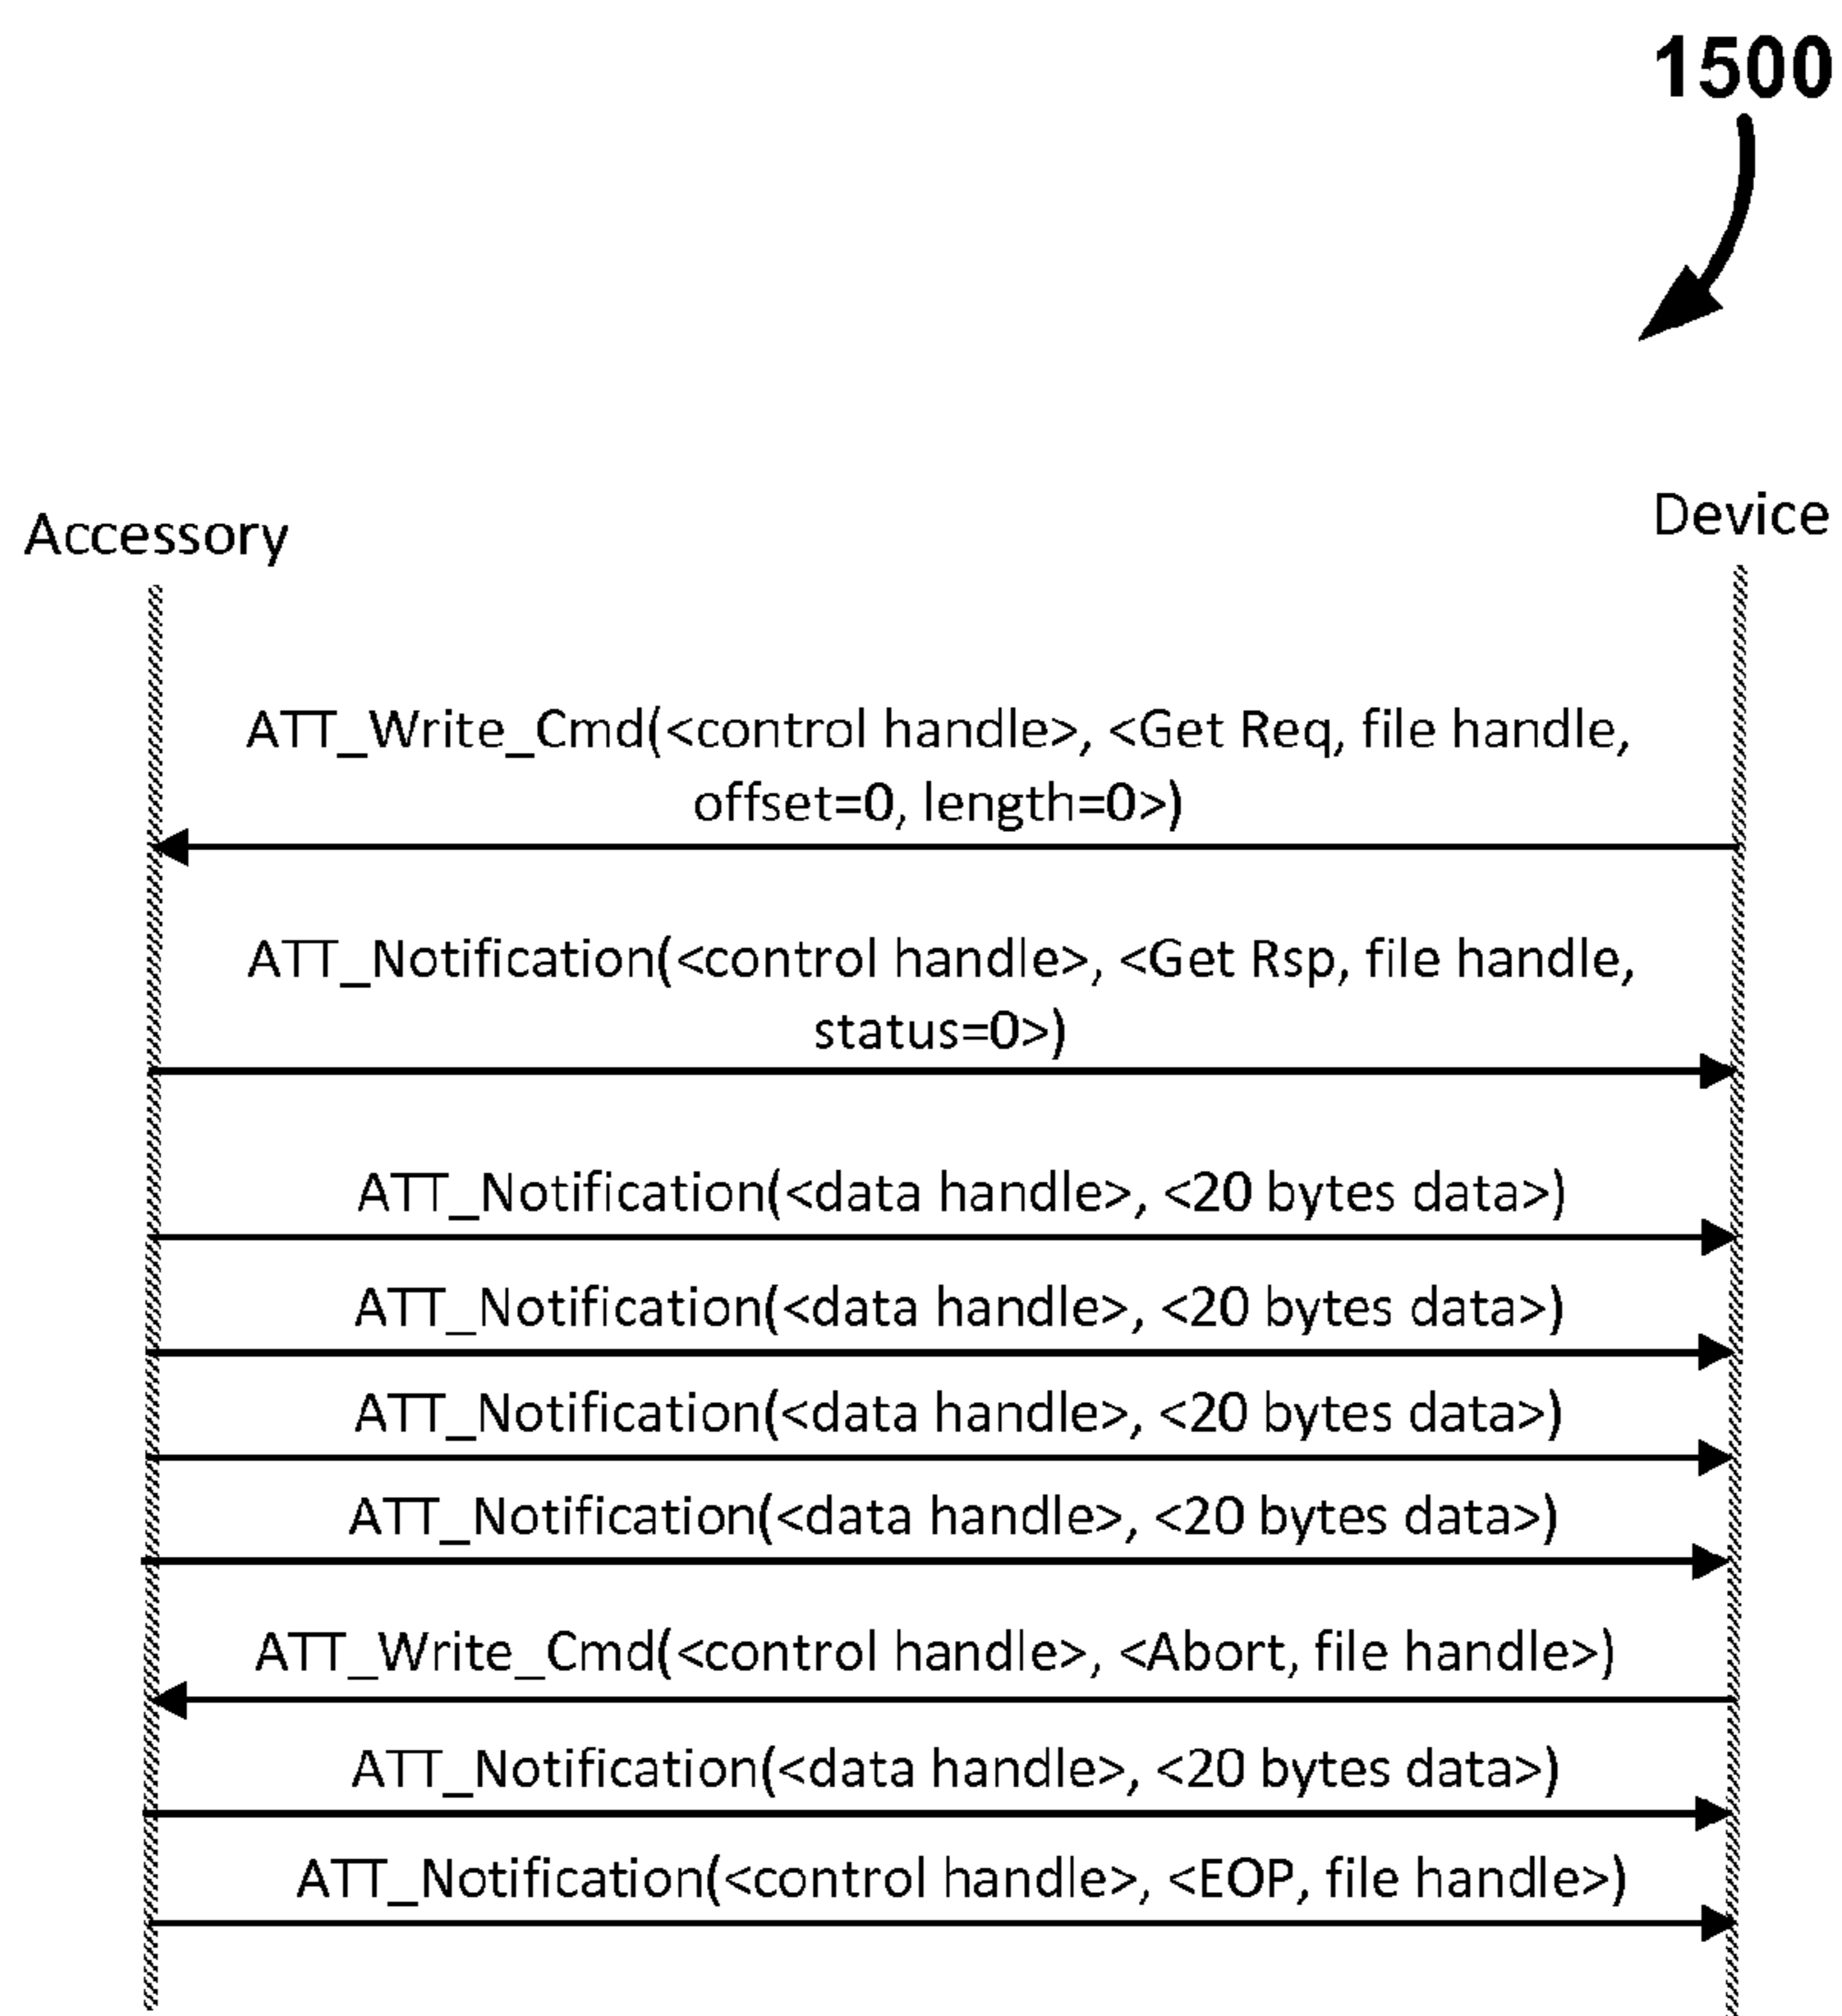 1500
Accessory
Device
ATT_Write_Cmd(<control handle>, <Get Req, file handle,
offset=0, length=0>)
ATT_Notification(<control handle>, <Get Rsp, file handle,
status=0>)
ATT_Notification(<data handle>, <20 bytes data>)
ATT_Notification(<data handle>, <20 bytes data>)
ATT_Notification(<data handle>, <20 bytes data>)
ATT_Notification(<data handle>, <20 bytes data>)
ATT_Write_Cmd(<control handle>, <Abort, file handle>)
ATT_Notification(<data handle>, <20 bytes data>)
ATT_Notification(<control handle>, <EOP, file handle>)